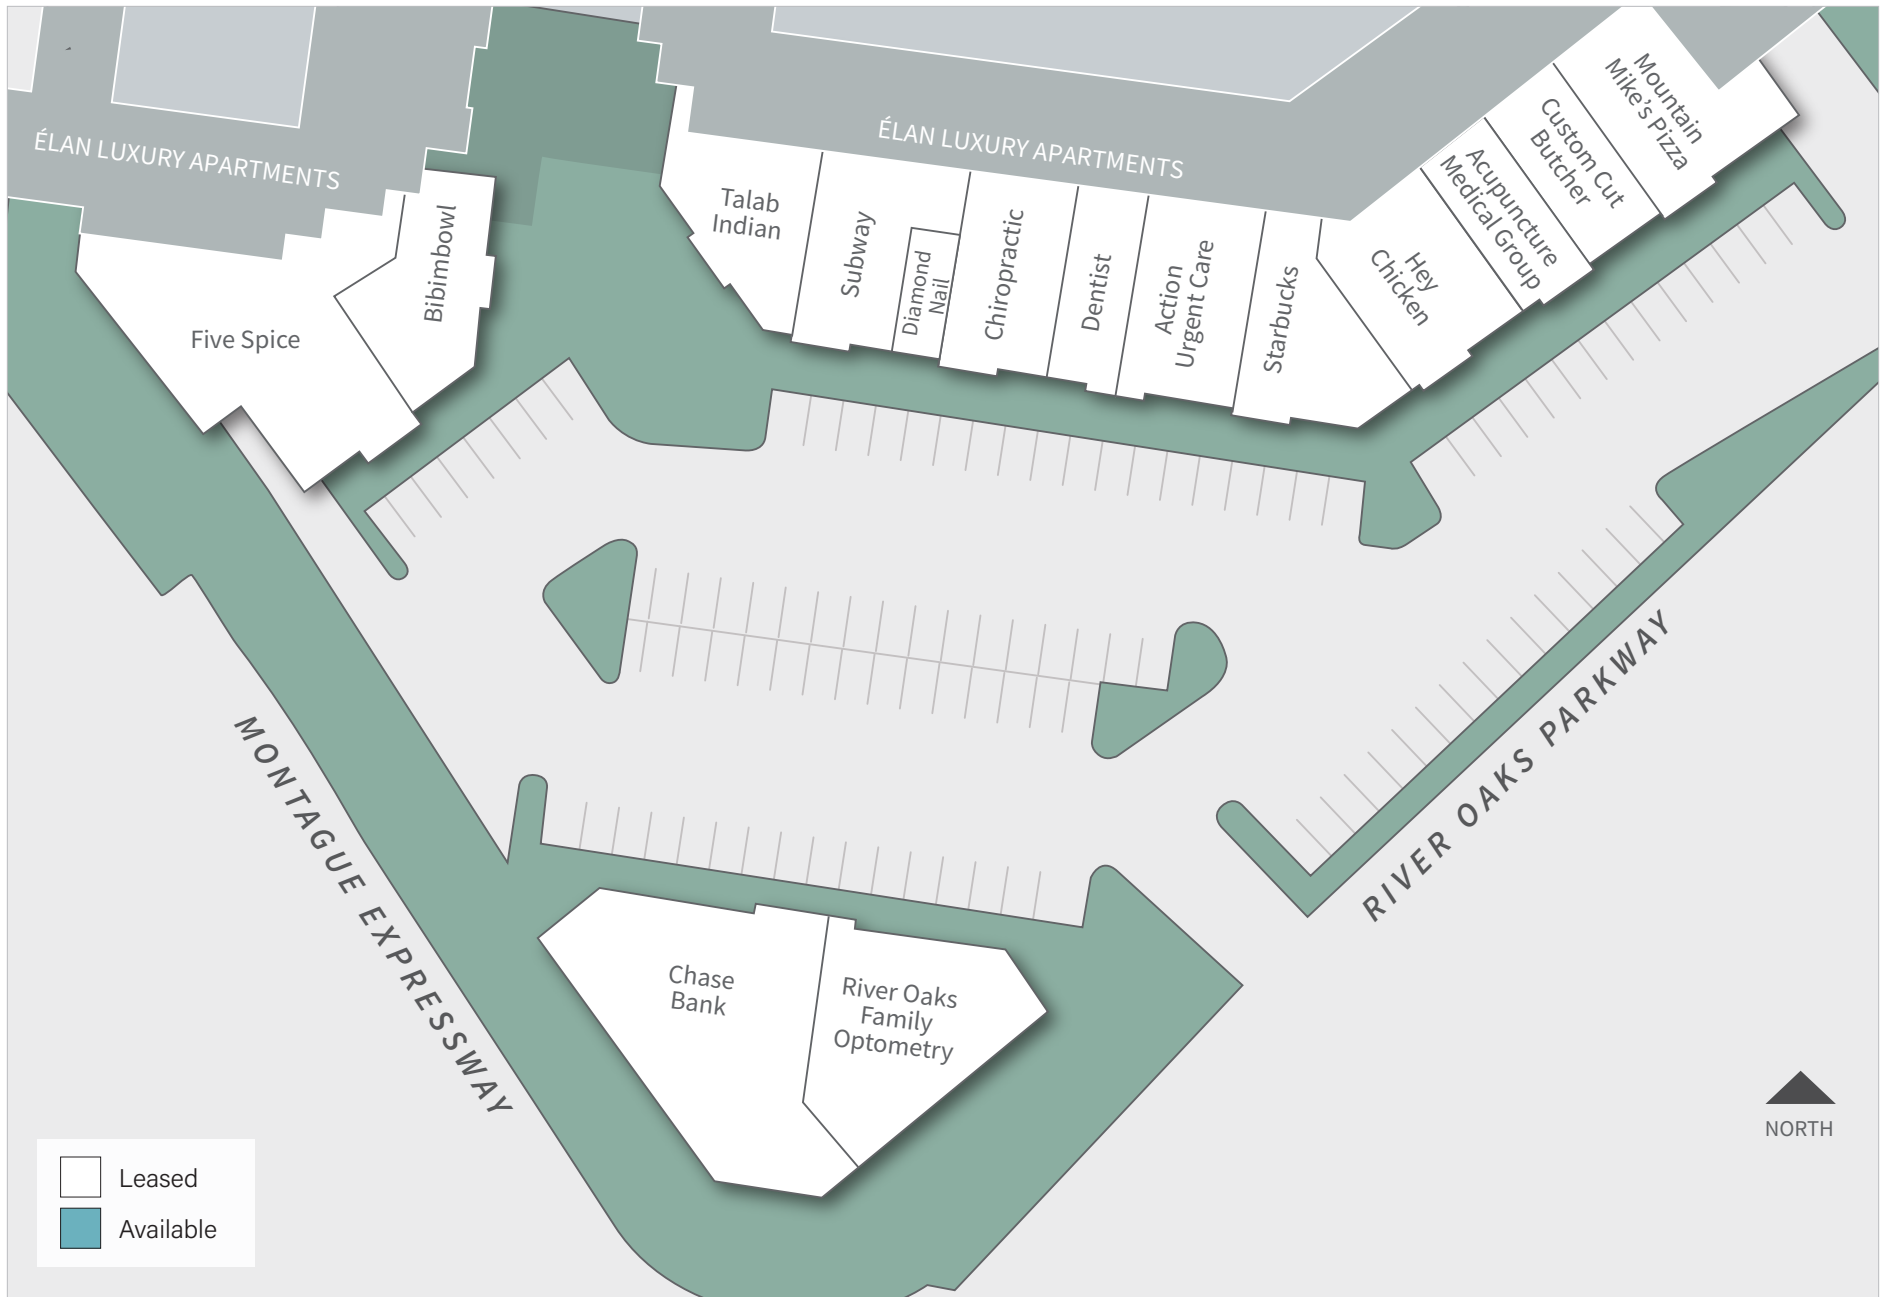 ÉLAN LUXURY APARTMENTS
ÉLAN LUXURY APARTMENTS
Five Spice
Bibimbowl
Talab
Indian
Subway
Diamond
Nail
Chiropractic
Dentist
Action
Urgent Care
Starbucks
Hey
Chicken
Acupuncture
Medical Group
Custom Cut
Butcher
Mountain
Mike's Pizza
MONTAGUE EXPRESSWAY
RIVER OAKS PARKWAY
Chase
Bank
River Oaks
Family
Optometry
NORTH
Leased
Available